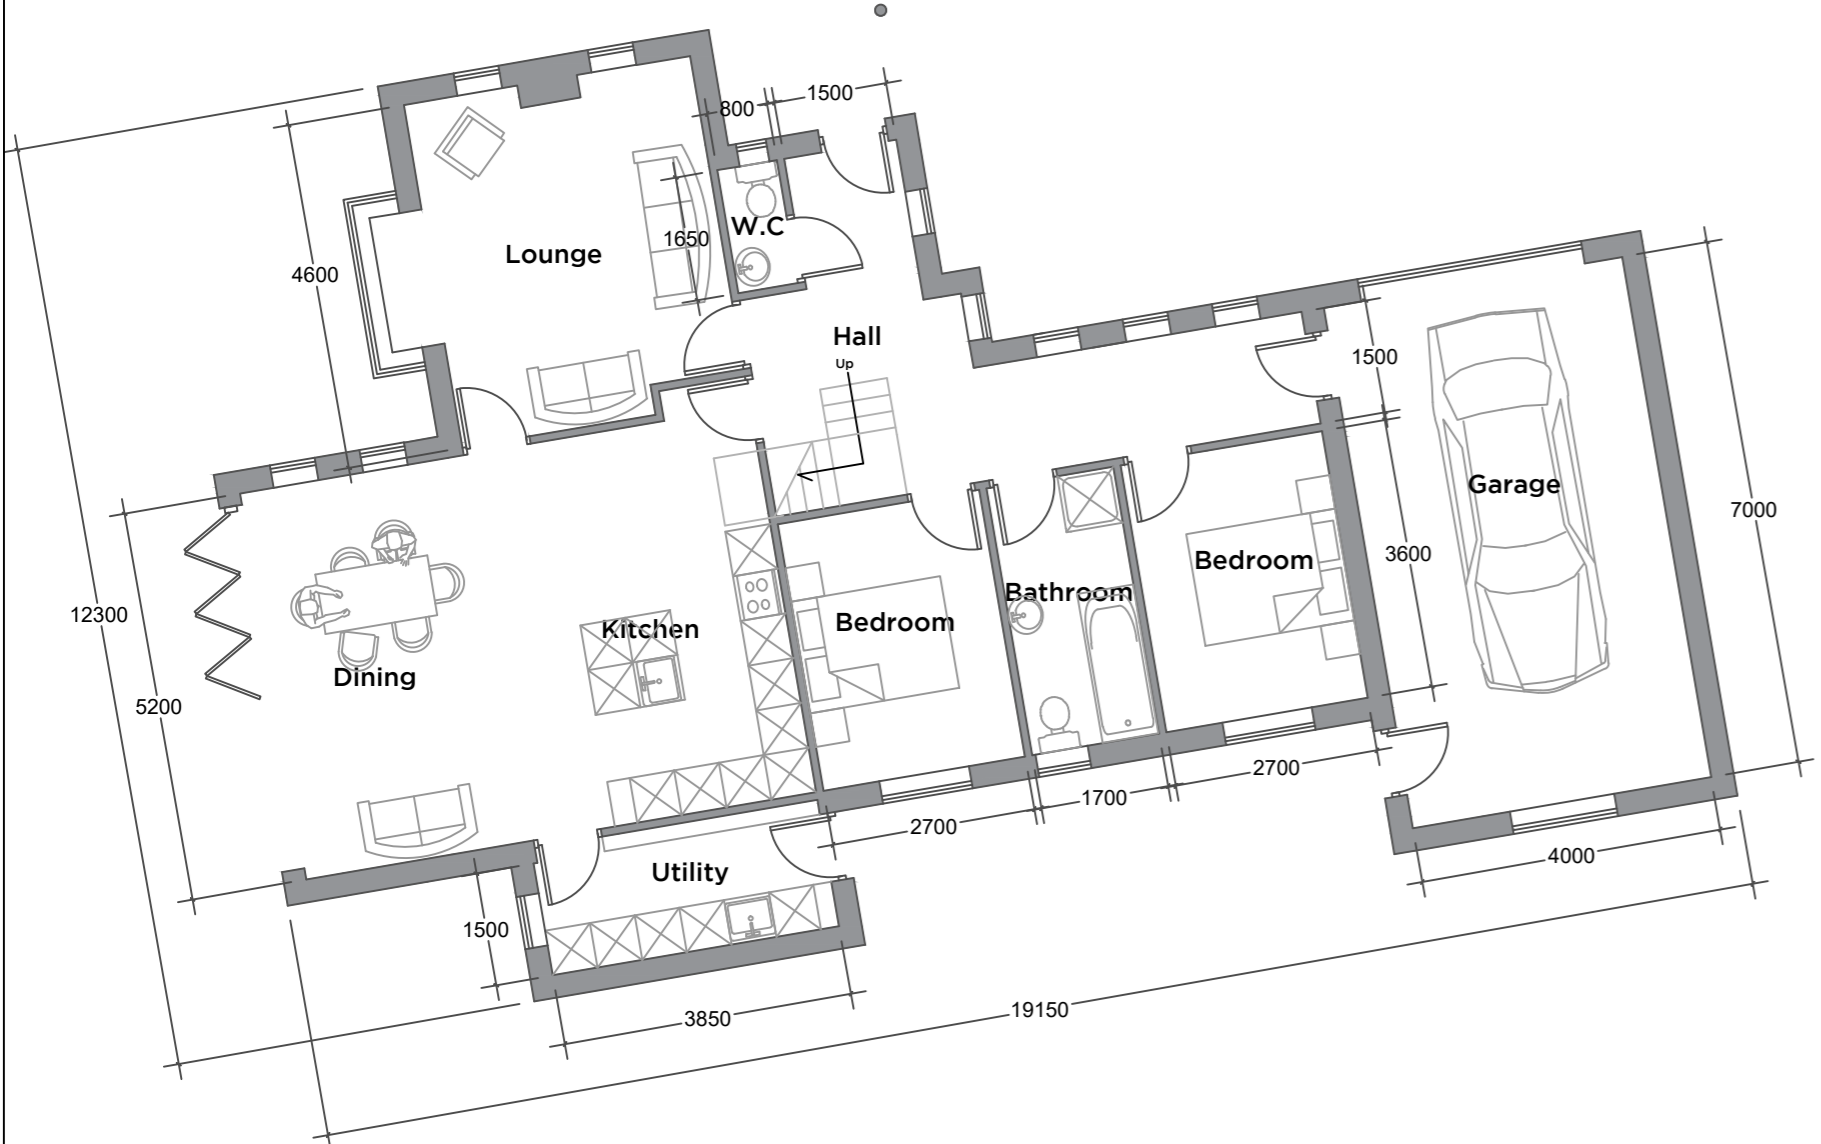 800
1500
W.C
1650
Lounge
4600
Hall
Up
1500
Garage
7000
3600
Bedroom
Bathroom
Bedroom
Kitchen
12300
Dining
5200
2700
1700
2700
4000
Utility
1500
3850
19150